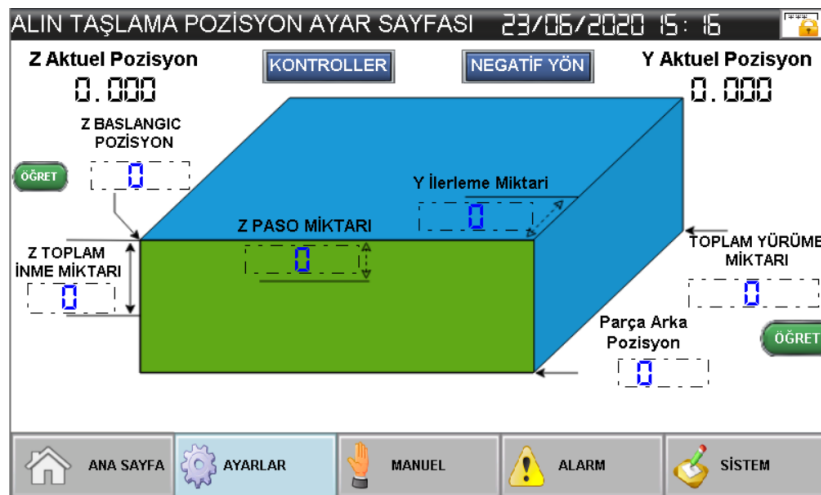 ALIN TAŞLAMA POZİSYON AYAR SAYFASI 23/06/2020 15:16
***
Z Aktuel Pozisyon
0.000
KONTROLLER
NEGATİF YÖN
Y Aktuel Pozisyon
0.000
Z BASLANGIC
POZİSYON
ÖĞRET
0
Y İlerleme Miktari
0
Z PASO MİKTARI
0
Z TOPLAM
İNME MİKTARI
0
TOPLAM YÜRÜME
MİKTARI
0
Parça Arka
Pozisyon
0
ÖĞRET
ANA SAYFA
AYARLAR
MANUEL
ALARM
SİSTEM